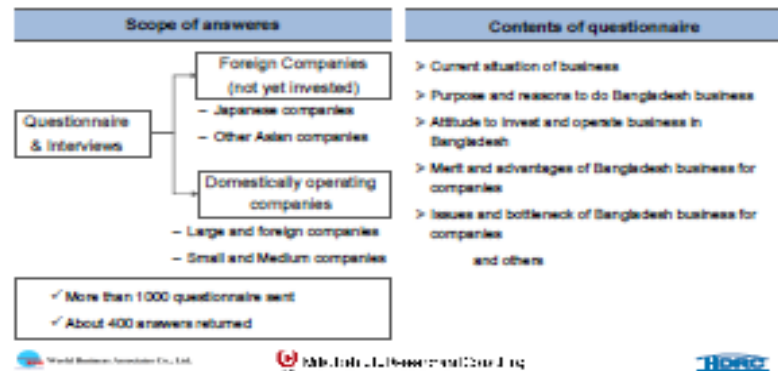 Scope of answeres
Foreign Companies
(not yet invested)
– Japanese companies
– Other Asian companies
Questionnaire
& Interviews
Domestically operating
companies
– Large and foreign companies
– Small and Medium companies
✓ More than 1000 questionnaire sent
✓ About 400 answers returned
Contents of questionnaire
➢ Current situation of business
➢ Purpose and reasons to do Bangladesh business
➢ Attitude to invest and operate business in
Bangladesh
➢ Merit and advantages of Bangladesh business for
companies
➢ Issues and bottleneck of Bangladesh business for
companies
and others
World Business Associates Co., Ltd.